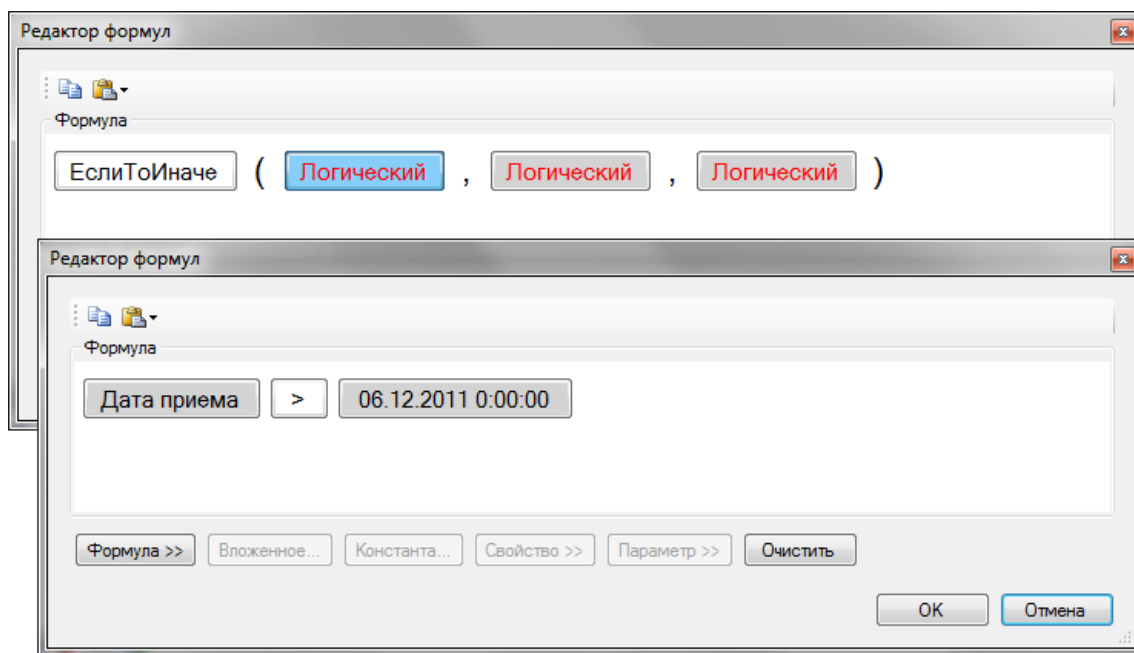 Редактор формул
Формула
ЕслиТоИначе ( Логический , Логический , Логический )
Редактор формул
Формула
Дата приема > 06.12.2011 0:00:00
Формула >> Вложенное... Константа... Свойство >> Параметр >> Очистить
OK Отмена